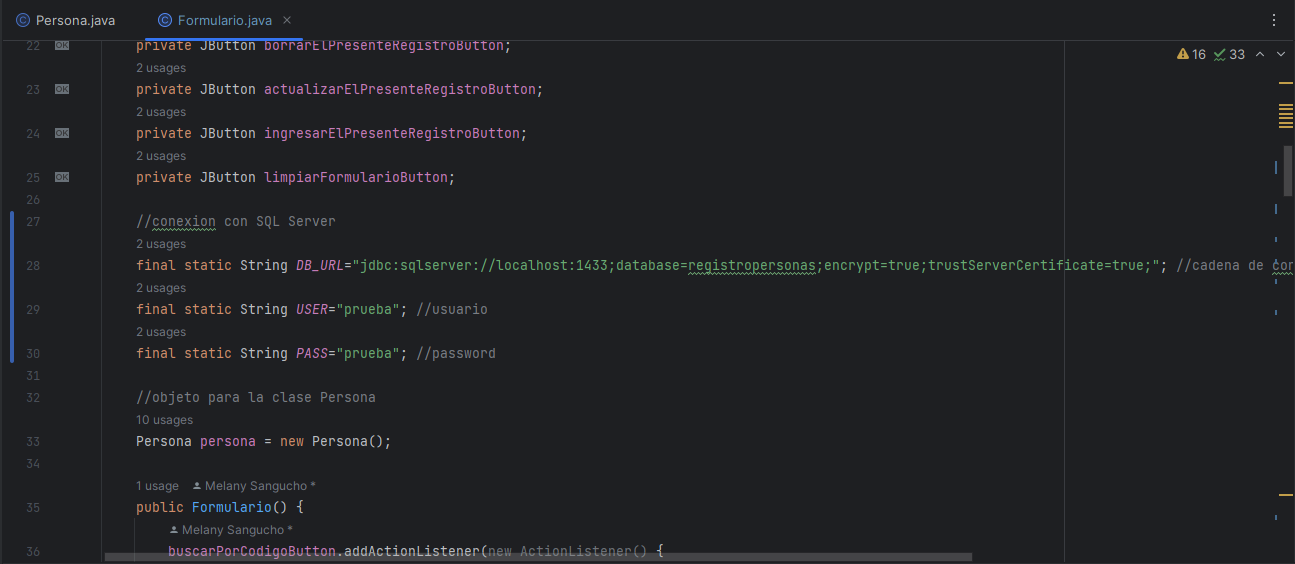 Persona.java Formulario.java
16 33
22 OK private JButton borrarElPresenteRegistroButton;
2 usages
23 OK private JButton actualizarElPresenteRegistroButton;
2 usages
24 OK private JButton ingresarElPresenteRegistroButton;
2 usages
25 OK private JButton limpiarFormularioButton;
26
27 //conexion con SQL Server
2 usages
28 final static String DB_URL="jdbc:sqlserver://localhost:1433;database=registropersonas;encrypt=true;trustServerCertificate=true;"; //cadena de
2 usages
29 final static String USER="prueba"; //usuario
2 usages
30 final static String PASS="prueba"; //password
31
32 //objeto para la clase Persona
10 usages
33 Persona persona = new Persona();
34
1 usage Melany Sangucho *
35 public Formulario() {
Melany Sangucho *
36 buscarPorCodigoButton.addActionListener(new ActionListener() {